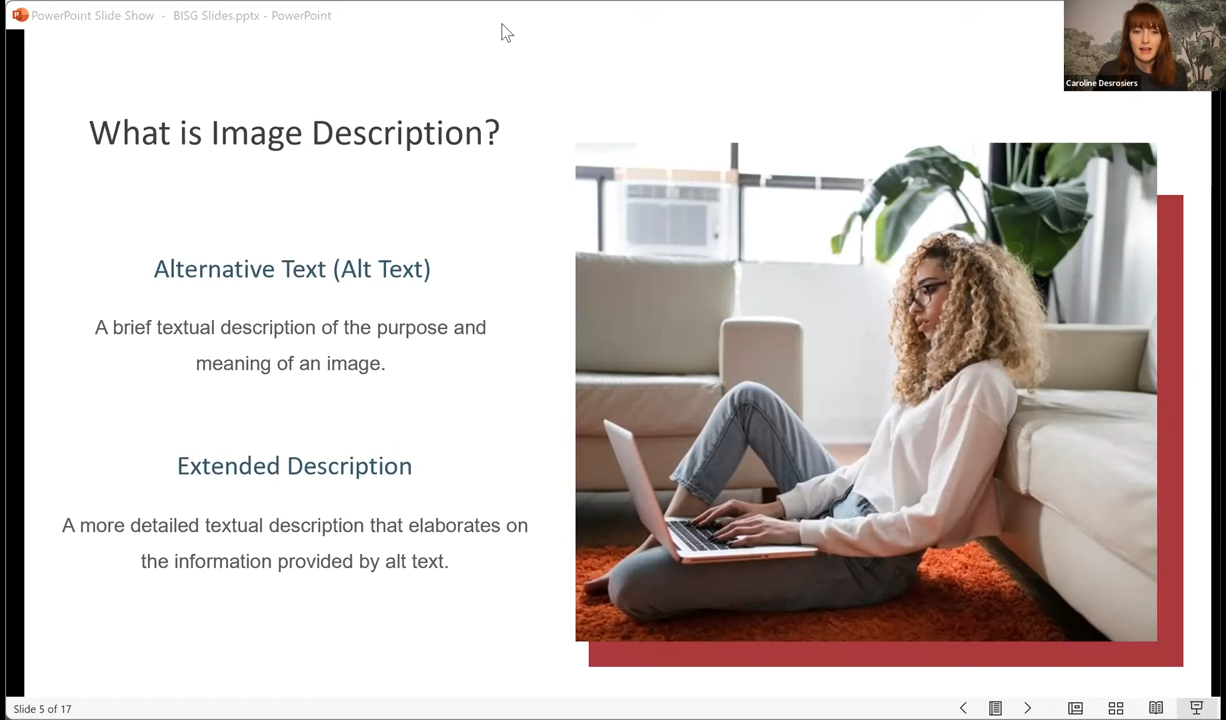 PowerPoint Slide Show - BISG Slides.pptx - PowerPoint
Caroline Desrosiers
What is Image Description?
Alternative Text (Alt Text)
A brief textual description of the purpose and
meaning of an image.
Extended Description
A more detailed textual description that elaborates on
the information provided by alt text.
Slide 5 of 17